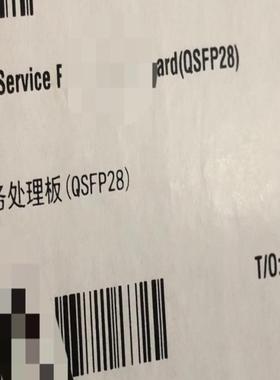 Service
ard(QSFP28)
处理板(QSFP28)
T/O: